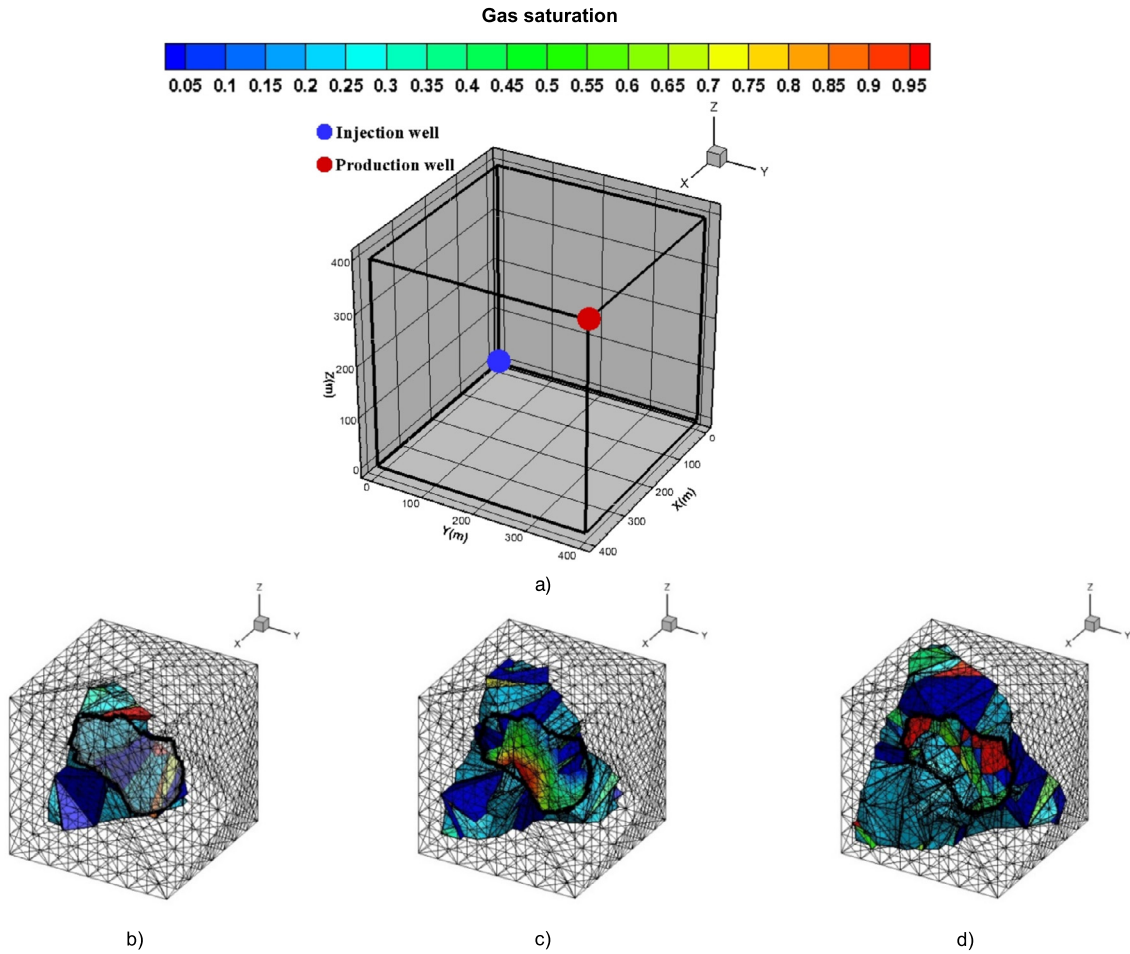 Gas saturation
0.05 0.1 0.15 0.2 0.25 0.3 0.35 0.4 0.45 0.5 0.55 0.6 0.65 0.7 0.75 0.8 0.85 0.9 0.95
Injection well
Production well
Z
X
Y
400
300
200
100
0
Z(m)
0
100
200
300
400
Y(m)
0
100
200
300
400
X(m)
a)
Z
X
Y
Z
X
Y
Z
X
Y
b)
c)
d)